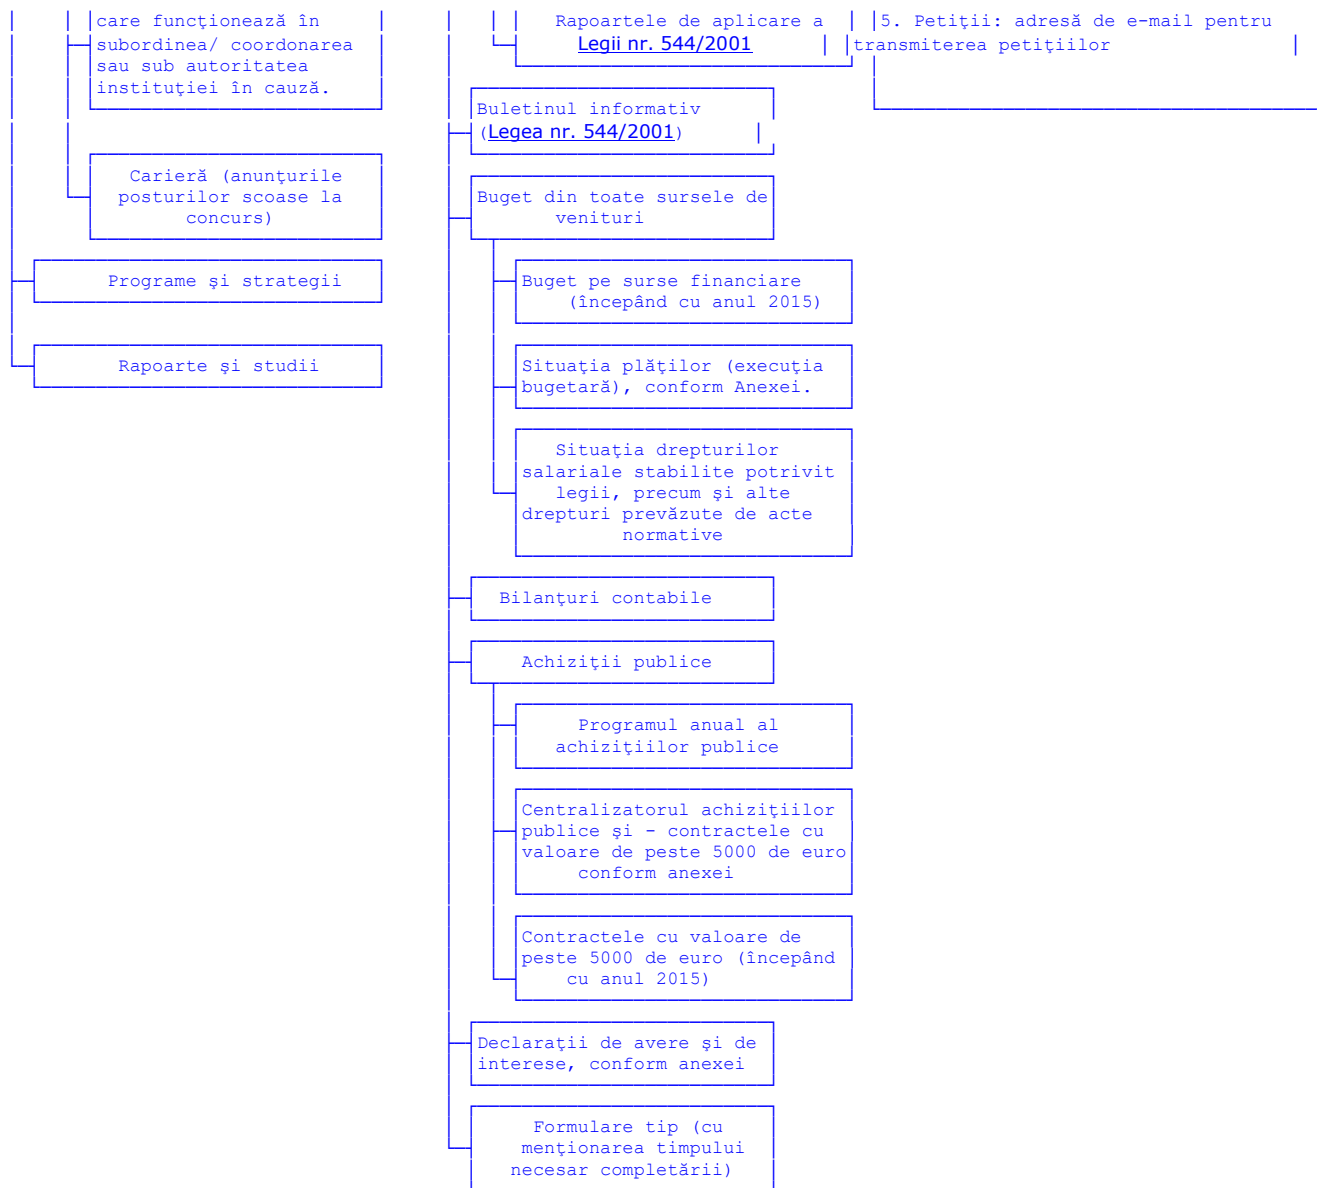 care funcţionează în
subordinea/ coordonarea
sau sub autoritatea
instituţiei în cauză.
Carieră (anunţurile
posturilor scoase la
concurs)
Programe şi strategii
Rapoarte şi studii
Rapoartele de aplicare a
Legii nr. 544/2001
Buletinul informativ
(Legea nr. 544/2001)
Buget din toate sursele de
venituri
Buget pe surse financiare
(începând cu anul 2015)
Situaţia plăţilor (execuţia
bugetară), conform Anexei.
Situaţia drepturilor
salariale stabilite potrivit
legii, precum şi alte
drepturi prevăzute de acte
normative
Bilanţuri contabile
Achiziţii publice
Programul anual al
achiziţiilor publice
Centralizatorul achiziţiilor
publice şi - contractele cu
valoare de peste 5000 de euro
conform anexei
Contractele cu valoare de
peste 5000 de euro (începând
cu anul 2015)
Declaraţii de avere şi de
interese, conform anexei
Formulare tip (cu
menţionarea timpului
necesar completării)
5. Petiţii: adresă de e-mail pentru
transmiterea petiţiilor